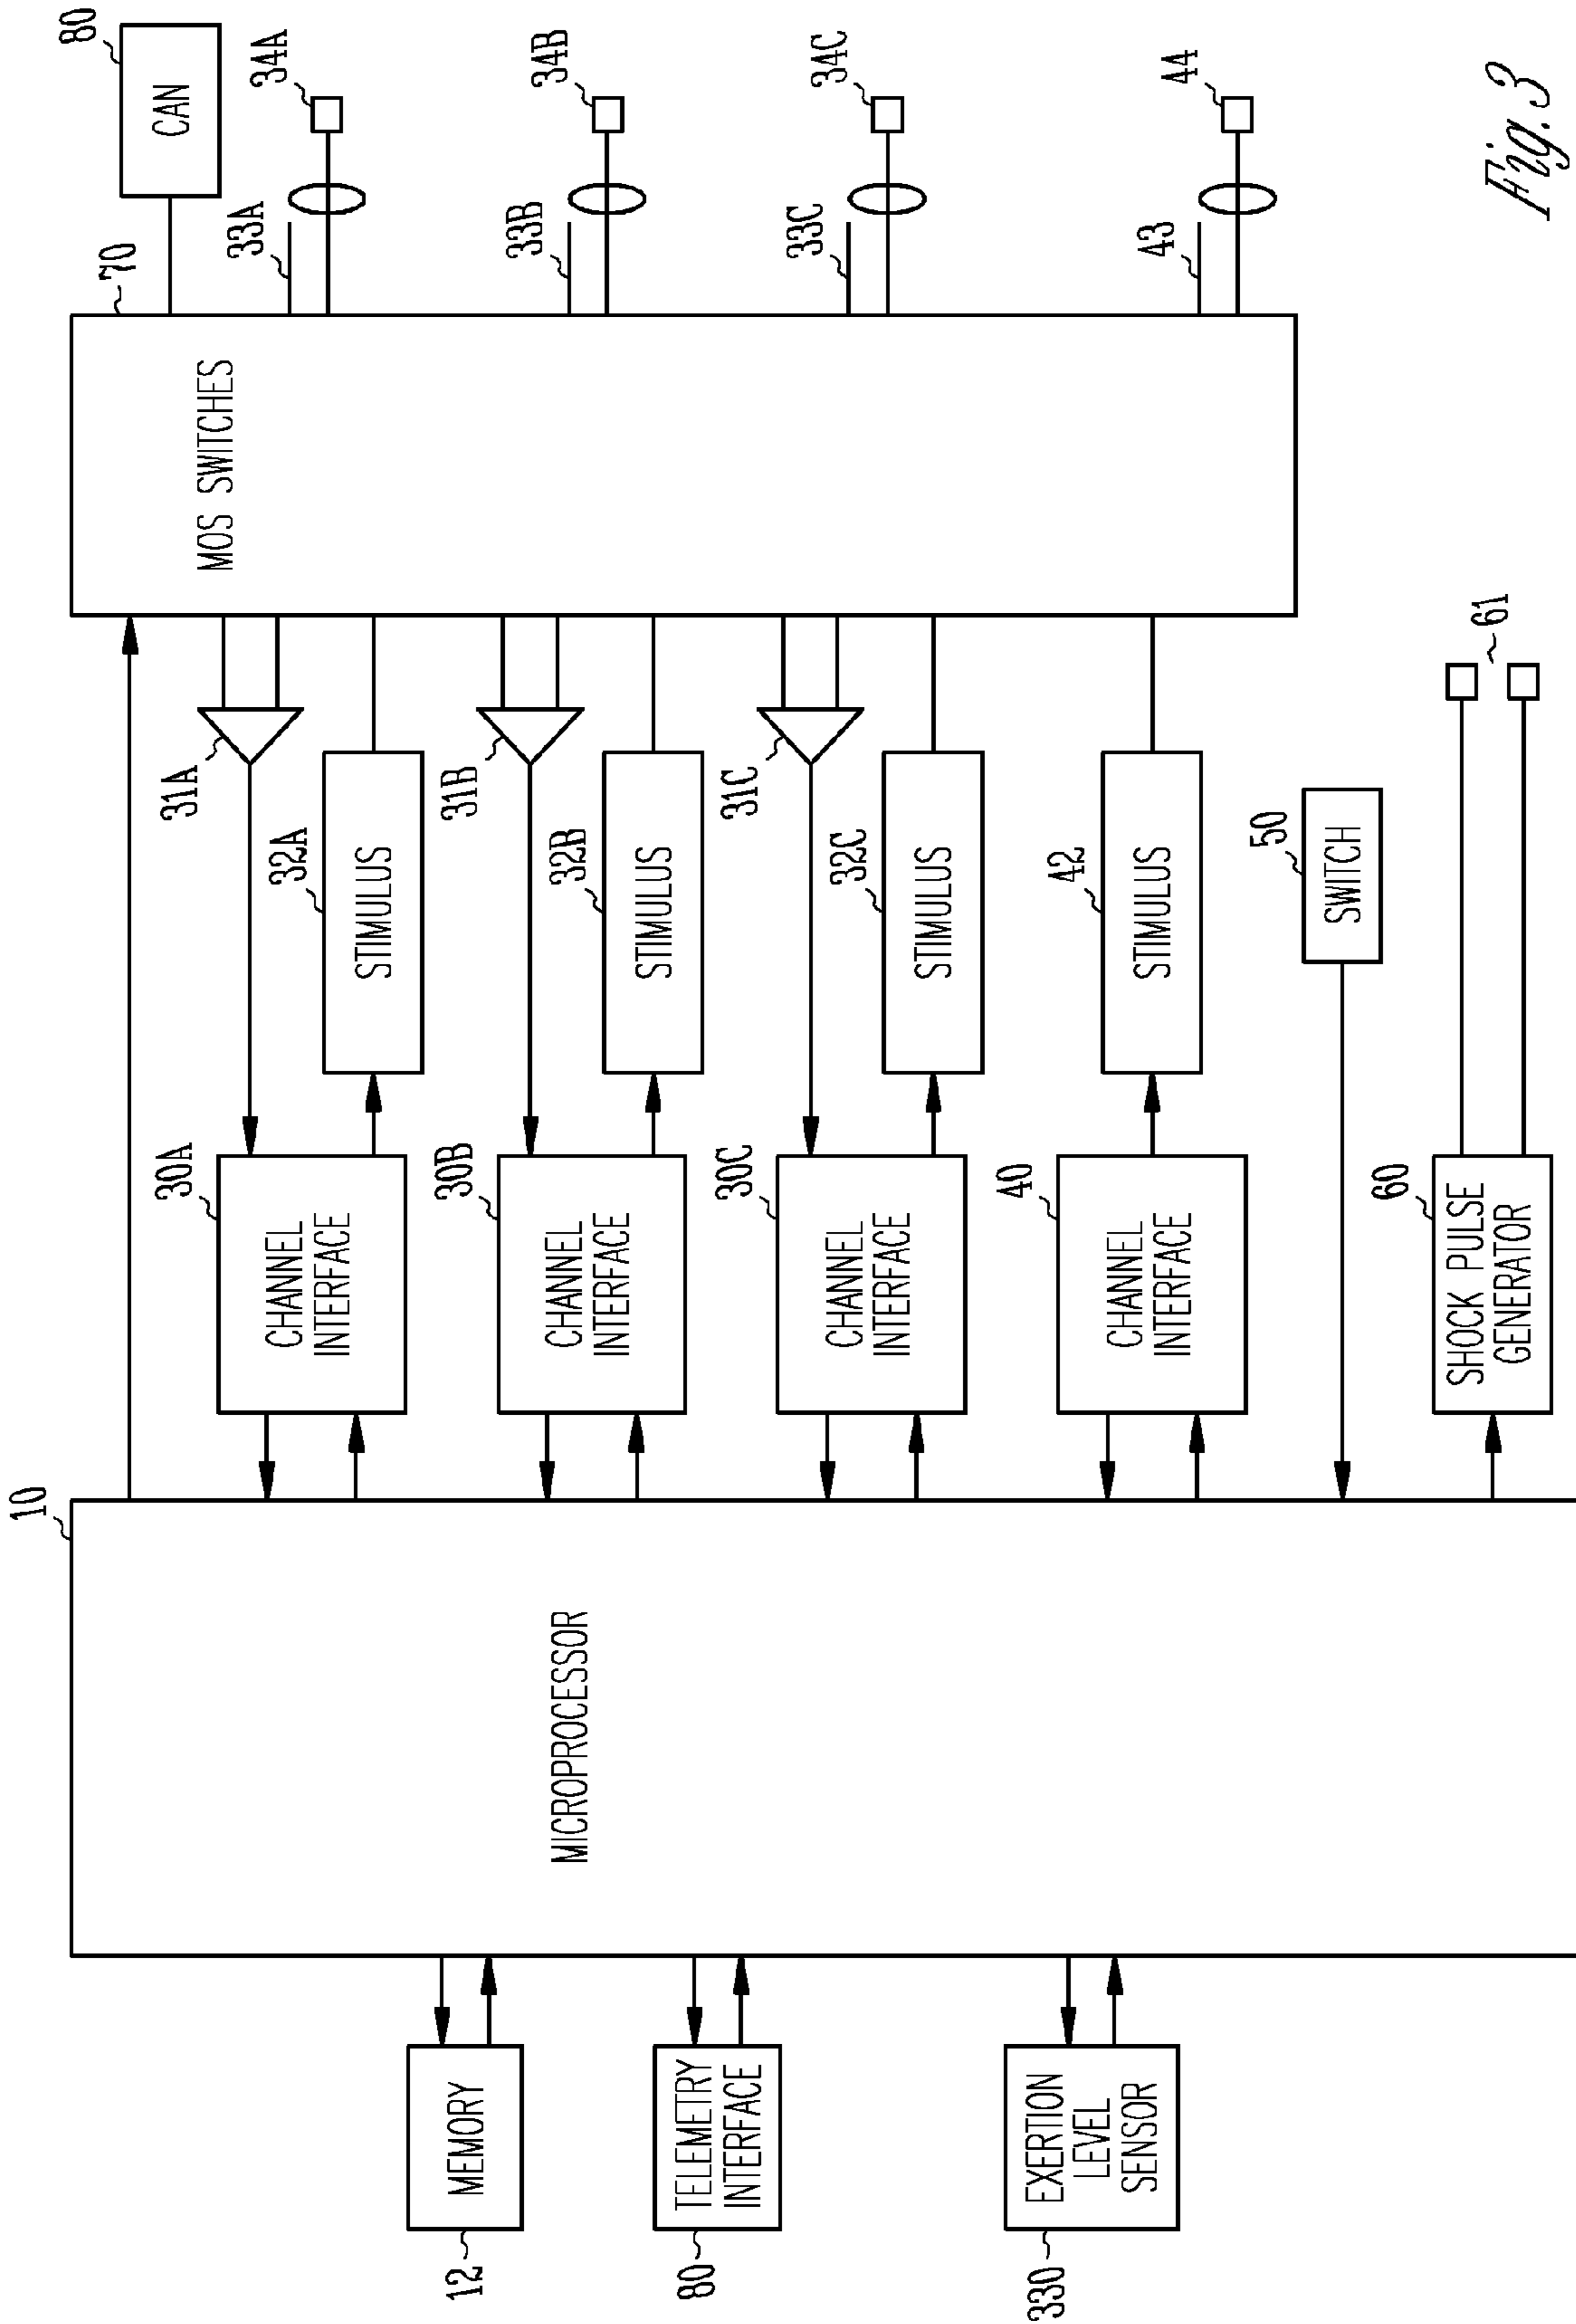 10
70
80
CAN
MICROPROCESSOR
MOS SWITCHES
30A
CHANNEL
INTERFACE
31A
32A
STIMULUS
33A
34A
30B
CHANNEL
INTERFACE
31B
32B
STIMULUS
33B
34B
30C
CHANNEL
INTERFACE
31C
32C
STIMULUS
33C
34C
40
CHANNEL
INTERFACE
42
STIMULUS
43
44
50
SWITCH
60
SHOCK PULSE
GENERATOR
61
12
MEMORY
80
TELEMETRY
INTERFACE
330
EXERTION
LEVEL
SENSOR
Fig. 3